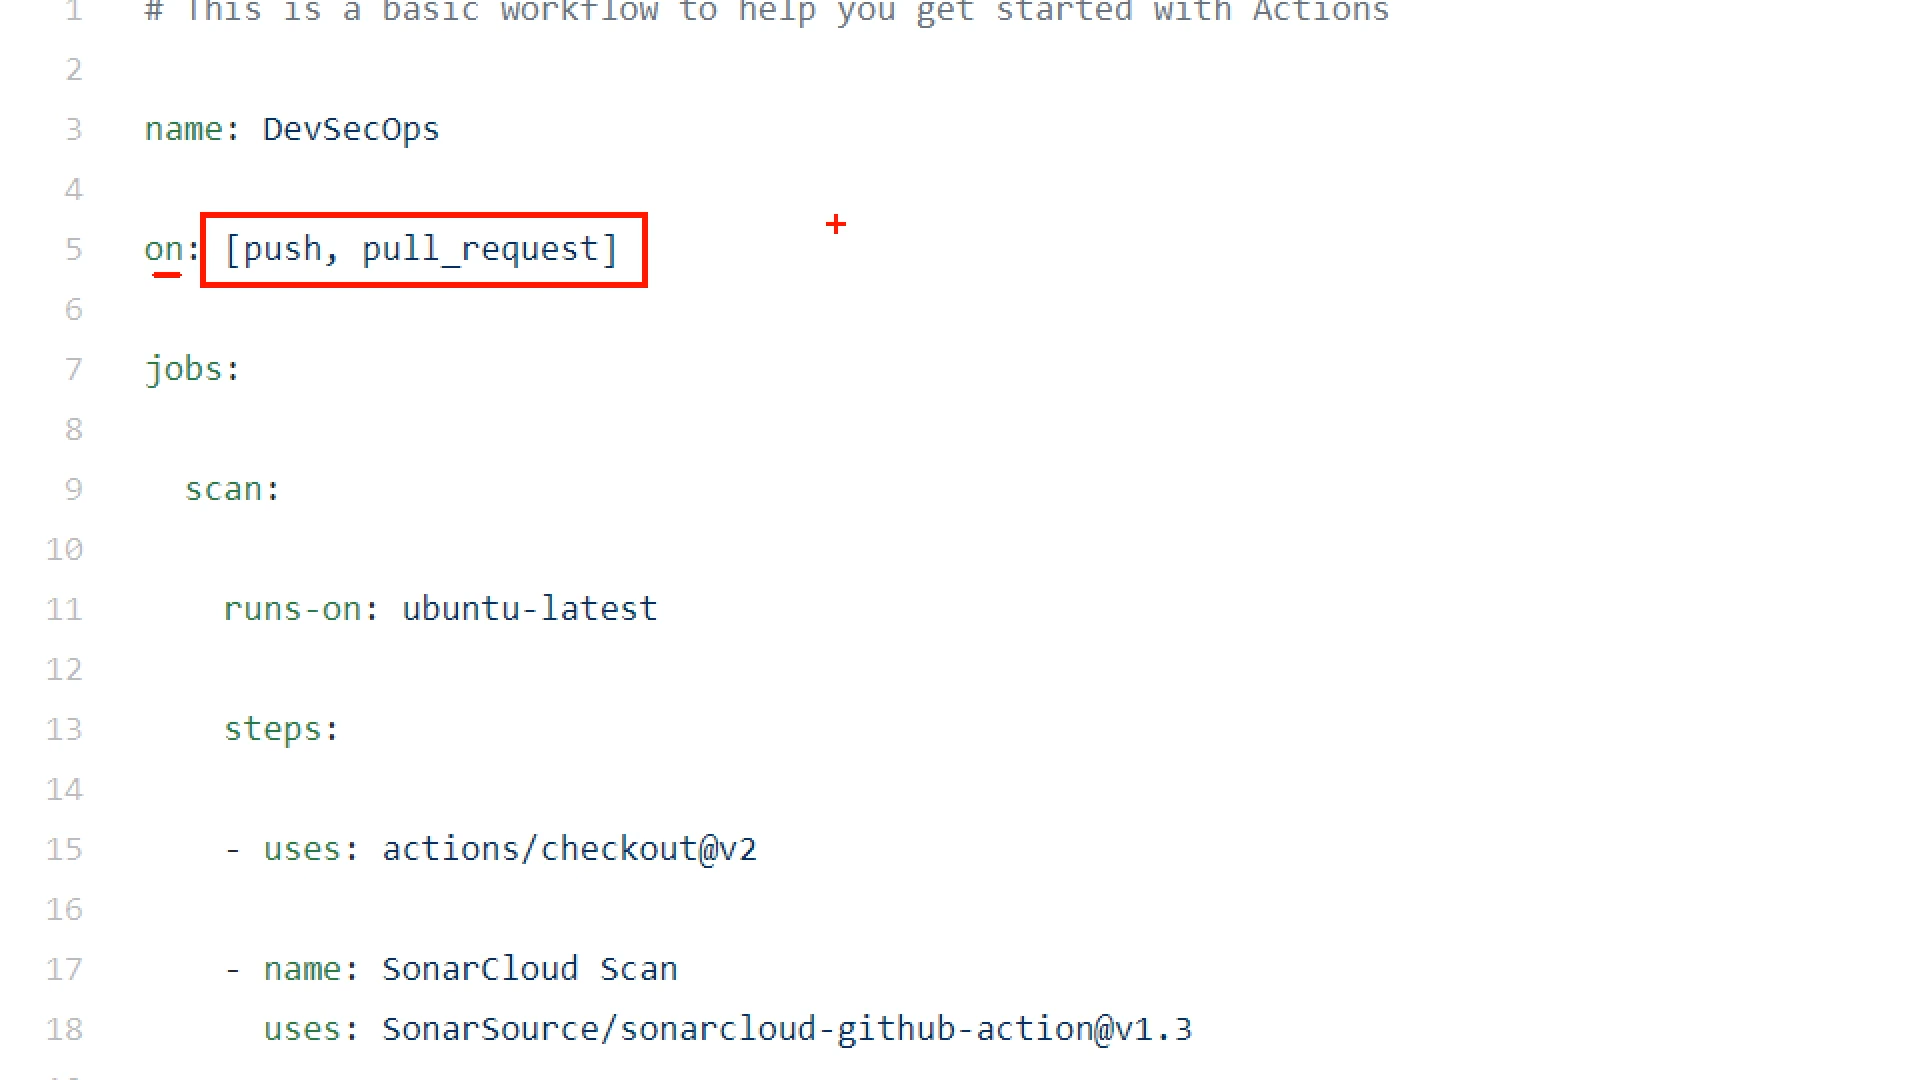 1 # This is a basic workflow to help you get started with Actions
2
3 name: DevSecOps
4
5 on: [push, pull_request]
6
7 jobs:
8
9 scan:
10
11 runs-on: ubuntu-latest
12
13 steps:
14
15 - uses: actions/checkout@v2
16
17 - name: SonarCloud Scan
18 uses: SonarSource/sonarcloud-github-action@v1.3